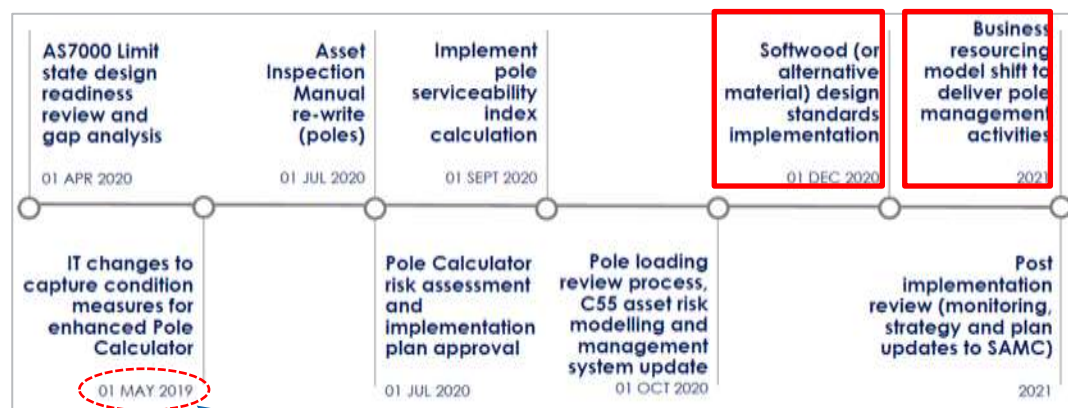 AS7000 Limit
state design
readiness
review and
gap analysis
01 APR 2020
Asset
Inspection
Manual
re-write
(poles)
01 JUL 2020
Implement
pole
serviceability
index
calculation
01 SEPT 2020
Softwood (or
alternative
material) design
standards
implementation
01 DEC 2020
Business
resourcing
model shift to
deliver pole
management
activities
2021
IT changes to
capture condition
measures for
enhanced Pole
Calculator
01 MAY 2019
Pole Calculator
risk assessment
and
implementation
plan approval
01 JUL 2020
Pole loading
review process,
C55 asset risk
modelling and
management
system update
01 OCT 2020
Post
implementation
review (monitoring,
strategy and plan
updates to SAMC)
2021